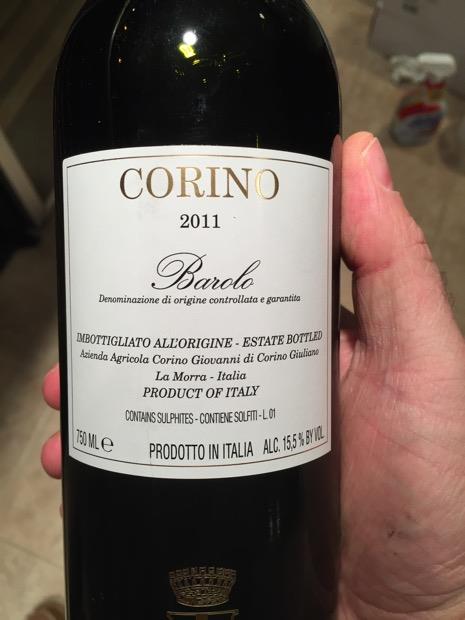 CORINO
2011
Barolo
Denominazione di origine controllata e garantita
IMBOTTIGLIATO ALL'ORIGINE - ESTATE BOTTLED
Azienda Agricola Corino Giovanni di Corino Giuliano
La Morra - Italia
PRODUCT OF ITALY
CONTAINS SULPHITES - CONTIENE SOLFITI - L. 01
750 ML ℮ PRODOTTO IN ITALIA ALC. 15,5 % BY VOL